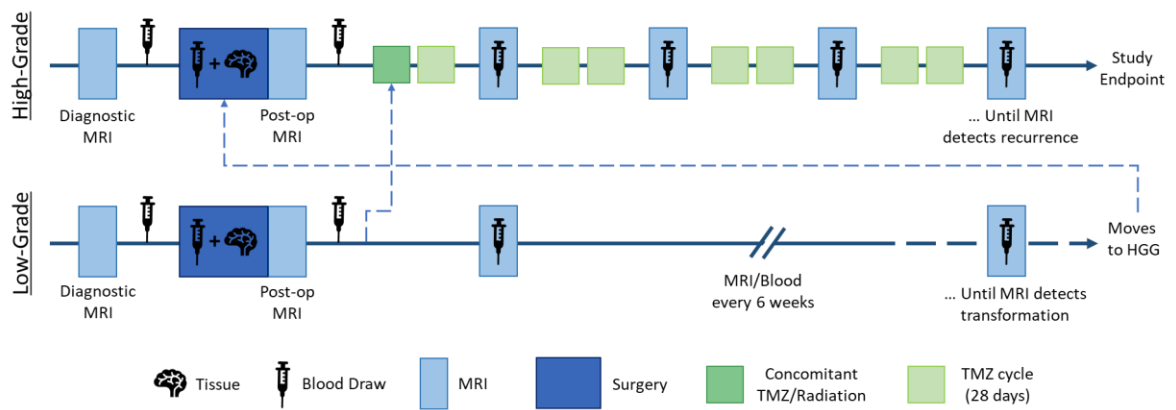 High-Grade
Diagnostic
MRI
+
Post-op
MRI
... Until MRI
detects recurrence
Study
Endpoint
Low-Grade
Diagnostic
MRI
+
Post-op
MRI
MRI/Blood
every 6 weeks
... Until MRI detects
transformation
Moves
to HGG
Tissue
Blood Draw
MRI
Surgery
Concomitant
TMZ/Radiation
TMZ cycle
(28 days)